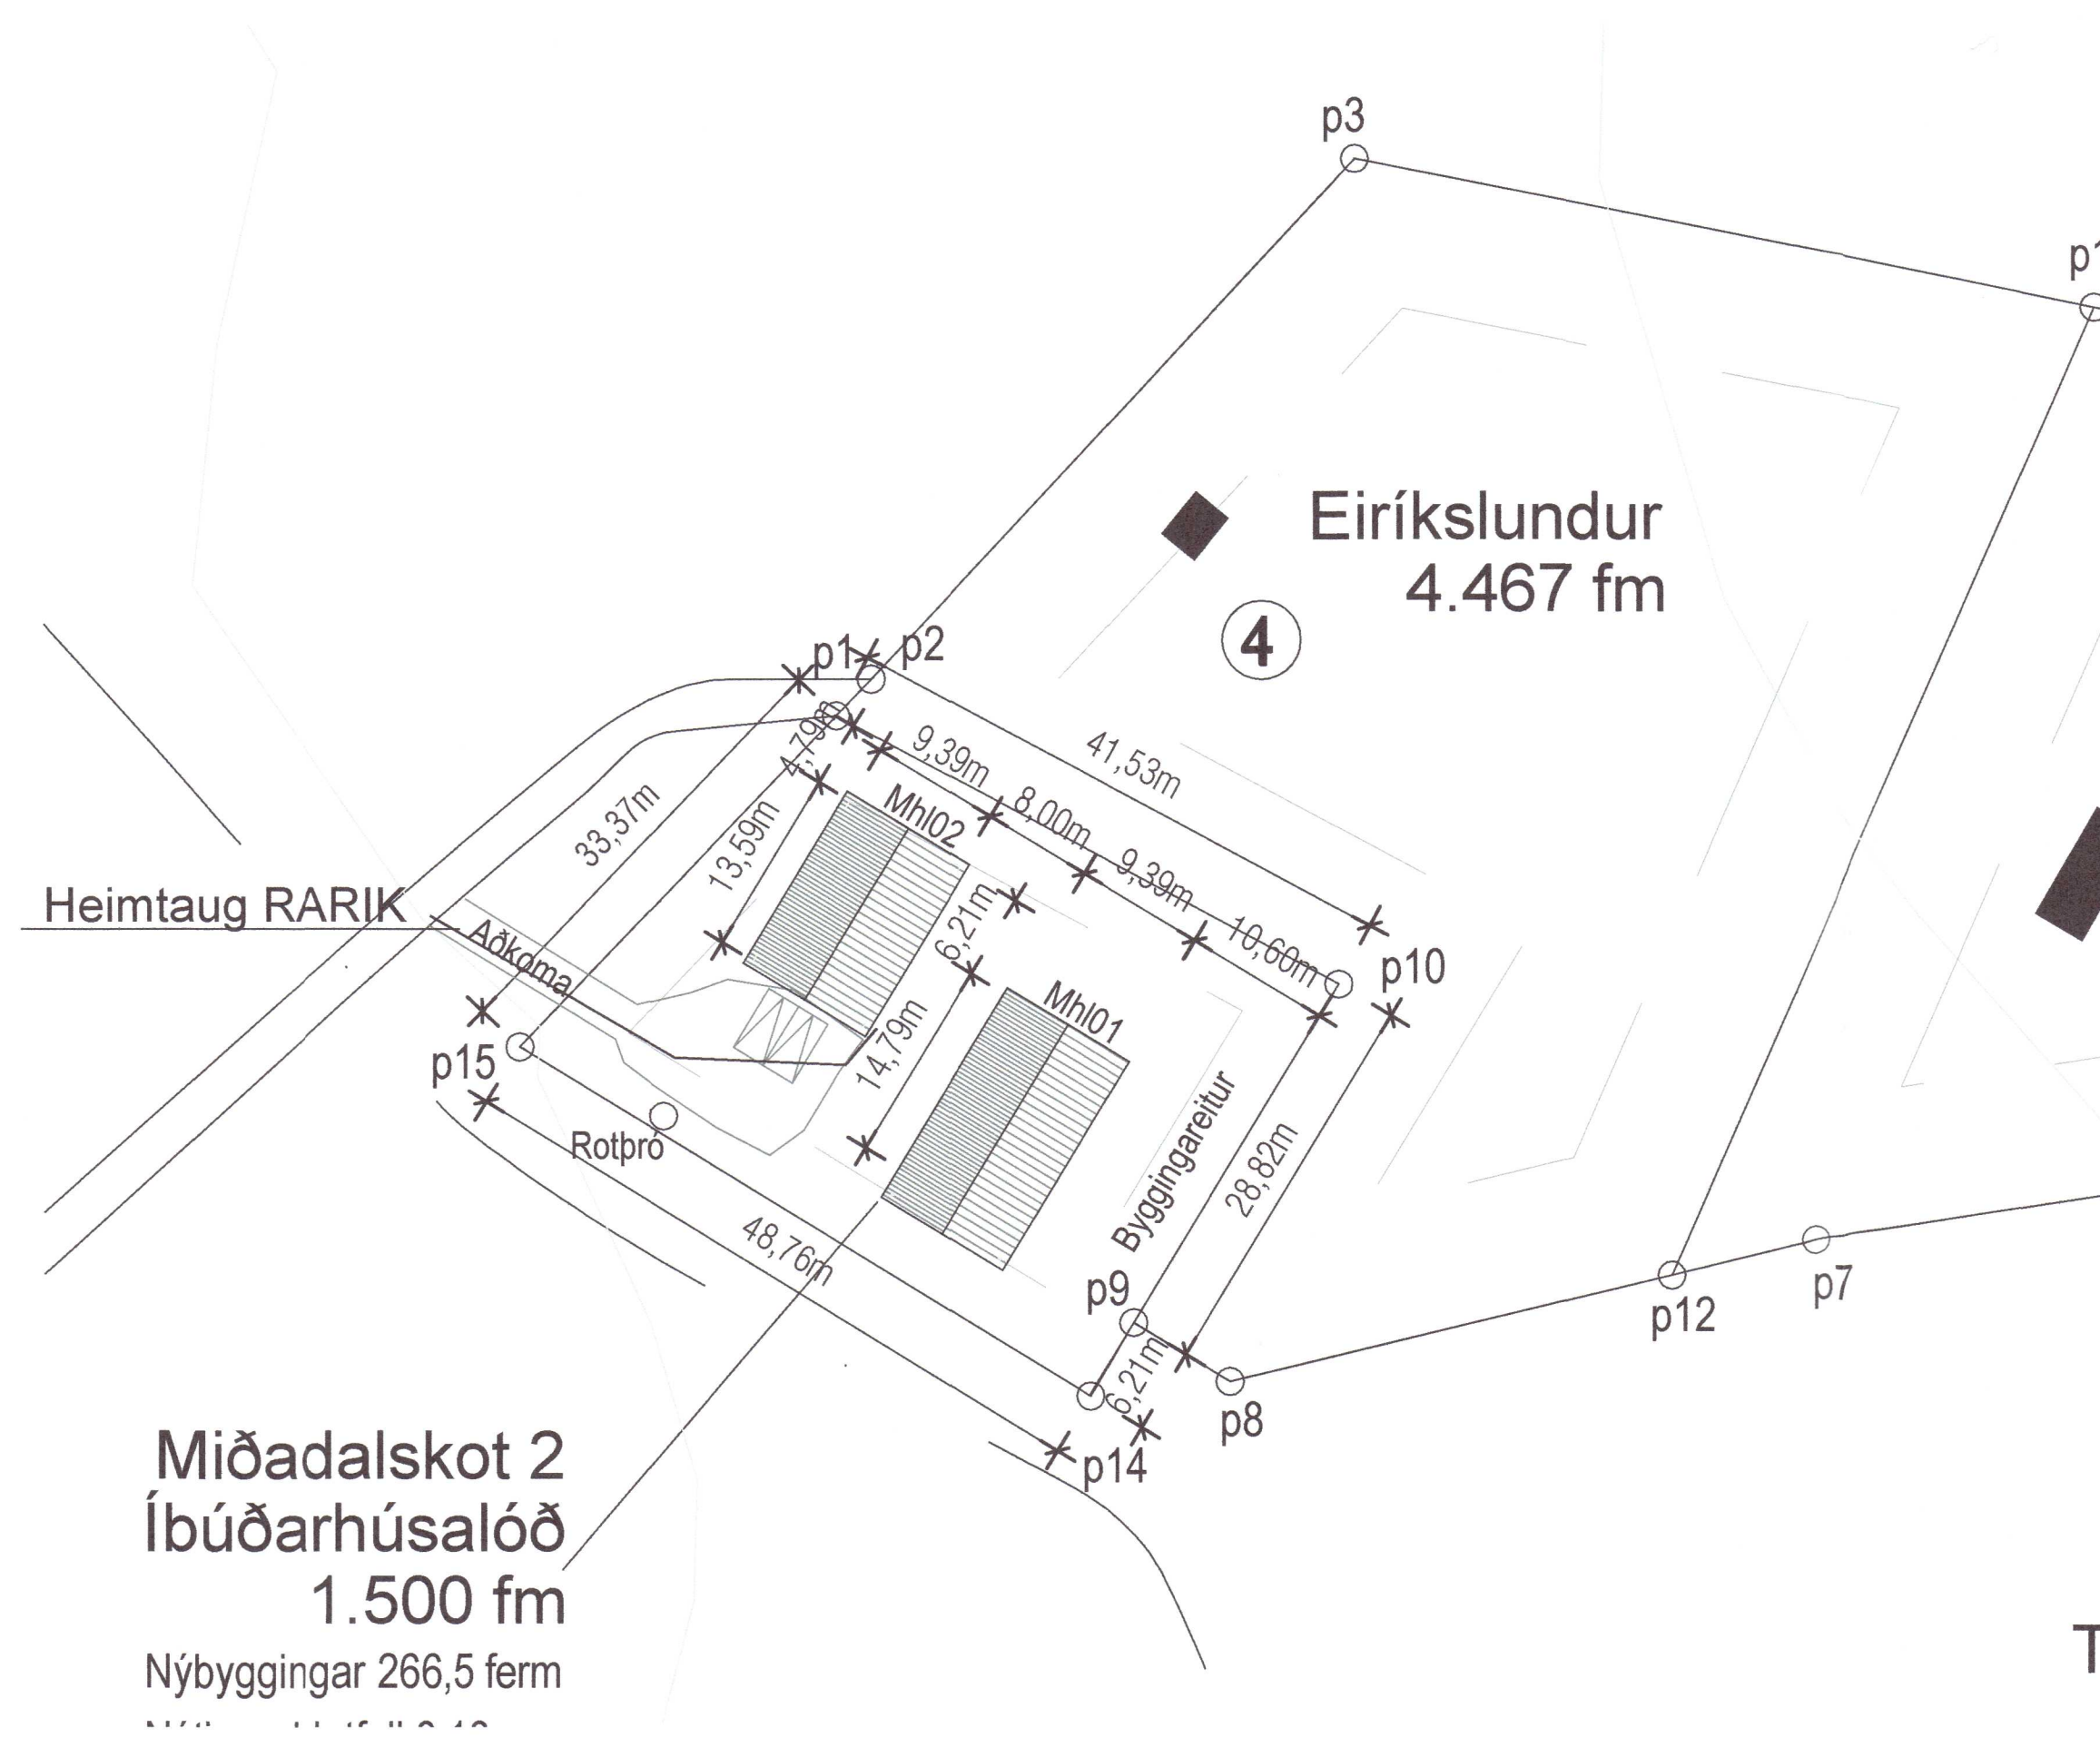 p3
Eiríkslundur
4.467 fm
4
p2
41,53m
9,39m
4,79m
8,00m
33,37m
Mhl02
13,59m
9,39m
Heimtaug RARIK
6,21m
10,60m
Aðkoma
p10
Mhl01
14,79m
p15
Rotþró
Byggingareitur
28,82m
48,76m
p9
p7
p12
6,21m
p8
p14
Miðadalskot 2
Íbúðarhúsalóð
1.500 fm
Nýbyggingar 266,5 ferm